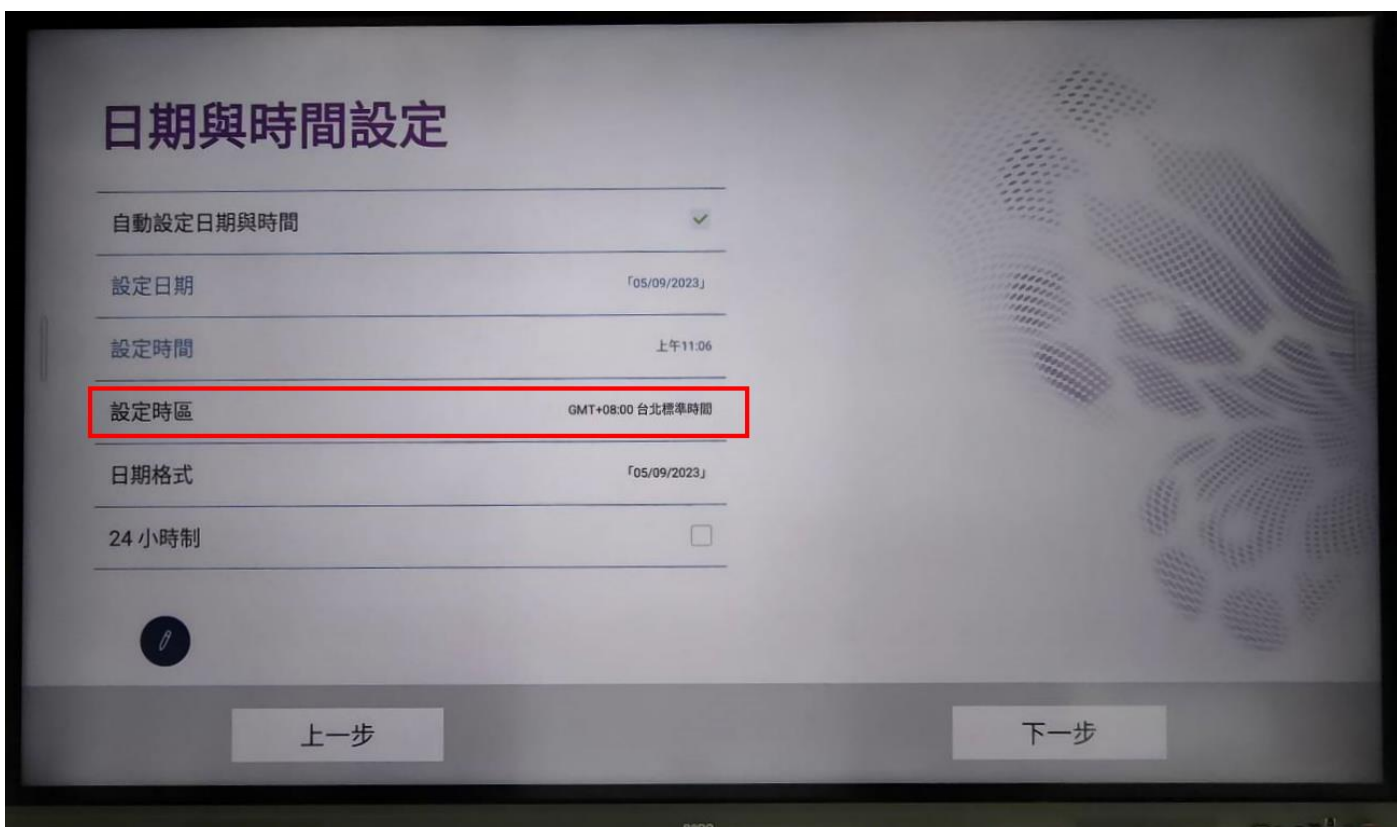 日期與時間設定
自動設定日期與時間
設定日期 「05/09/2023」
設定時間 上午11:06
設定時區 GMT+08:00 台北標準時間
日期格式 「05/09/2023」
24 小時制
上一步 下一步